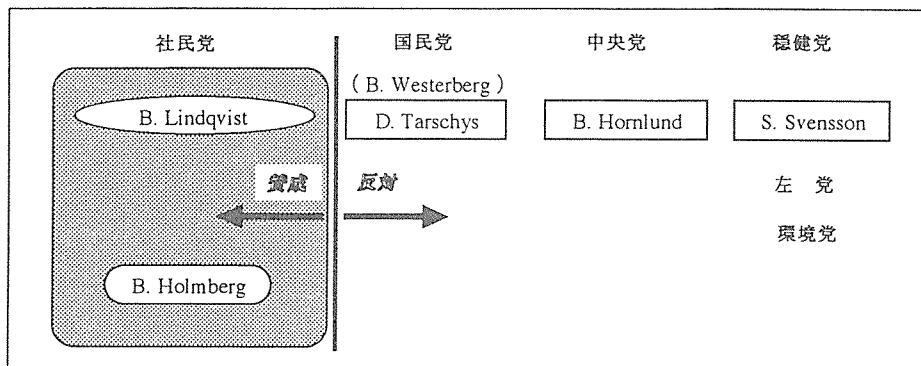 社民党 国民党 中央党 穏健党
( B. Westerberg )
B. Lindqvist D. Tarschys B. Hornlund S. Svensson
賛成 反対 左 党
環境党
B. Holmberg